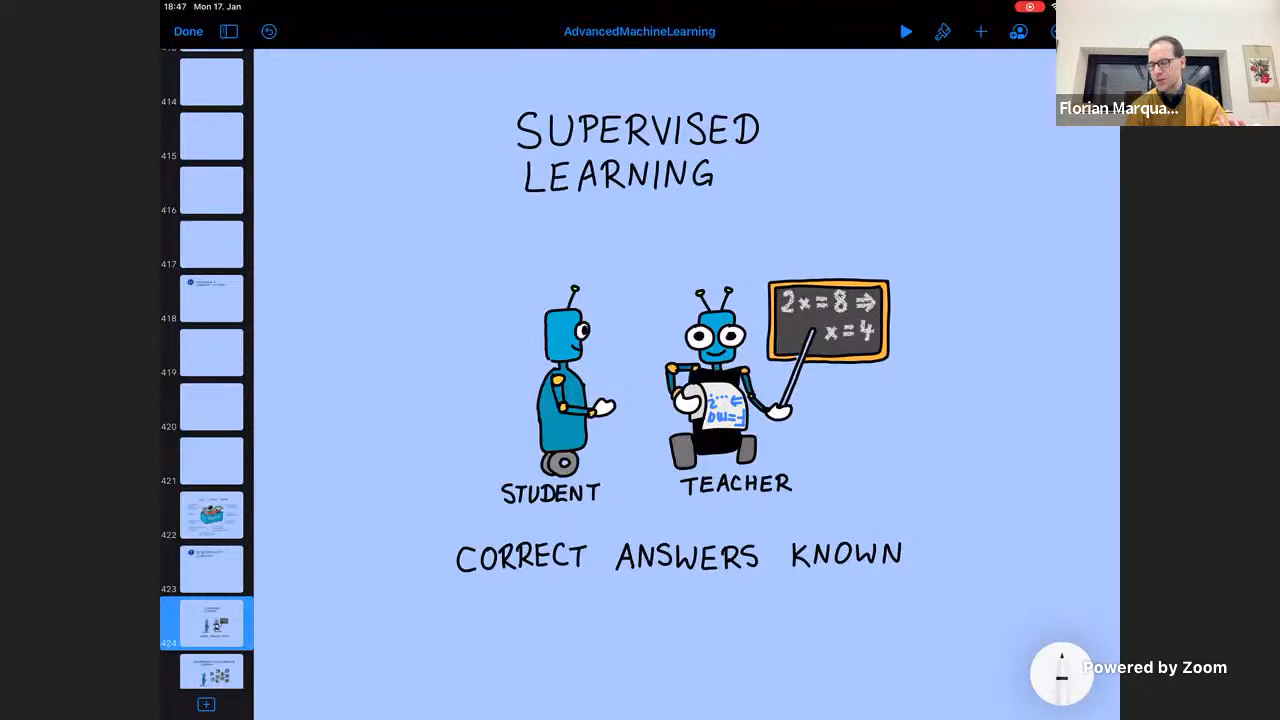 18:47 Mon 17. Jan
Done
AdvancedMachineLearning
Florian Marqua...
414
415
416
417
418
419
420
421
422
423
424
SUPERVISED
LEARNING
2x = 8 ⇒
x = 4
STUDENT
TEACHER
CORRECT ANSWERS KNOWN
Powered by Zoom